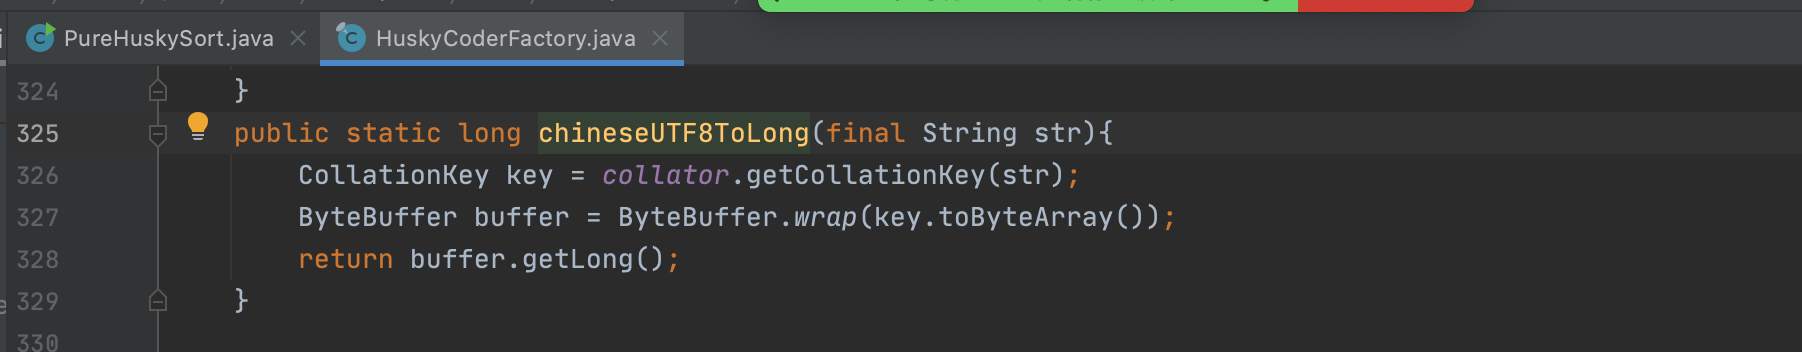 PureHuskySort.java
HuskyCoderFactory.java
324 }
325 public static long chineseUTF8ToLong(final String str){
326 CollationKey key = collator.getCollationKey(str);
327 ByteBuffer buffer = ByteBuffer.wrap(key.toByteArray());
328 return buffer.getLong();
329 }
330